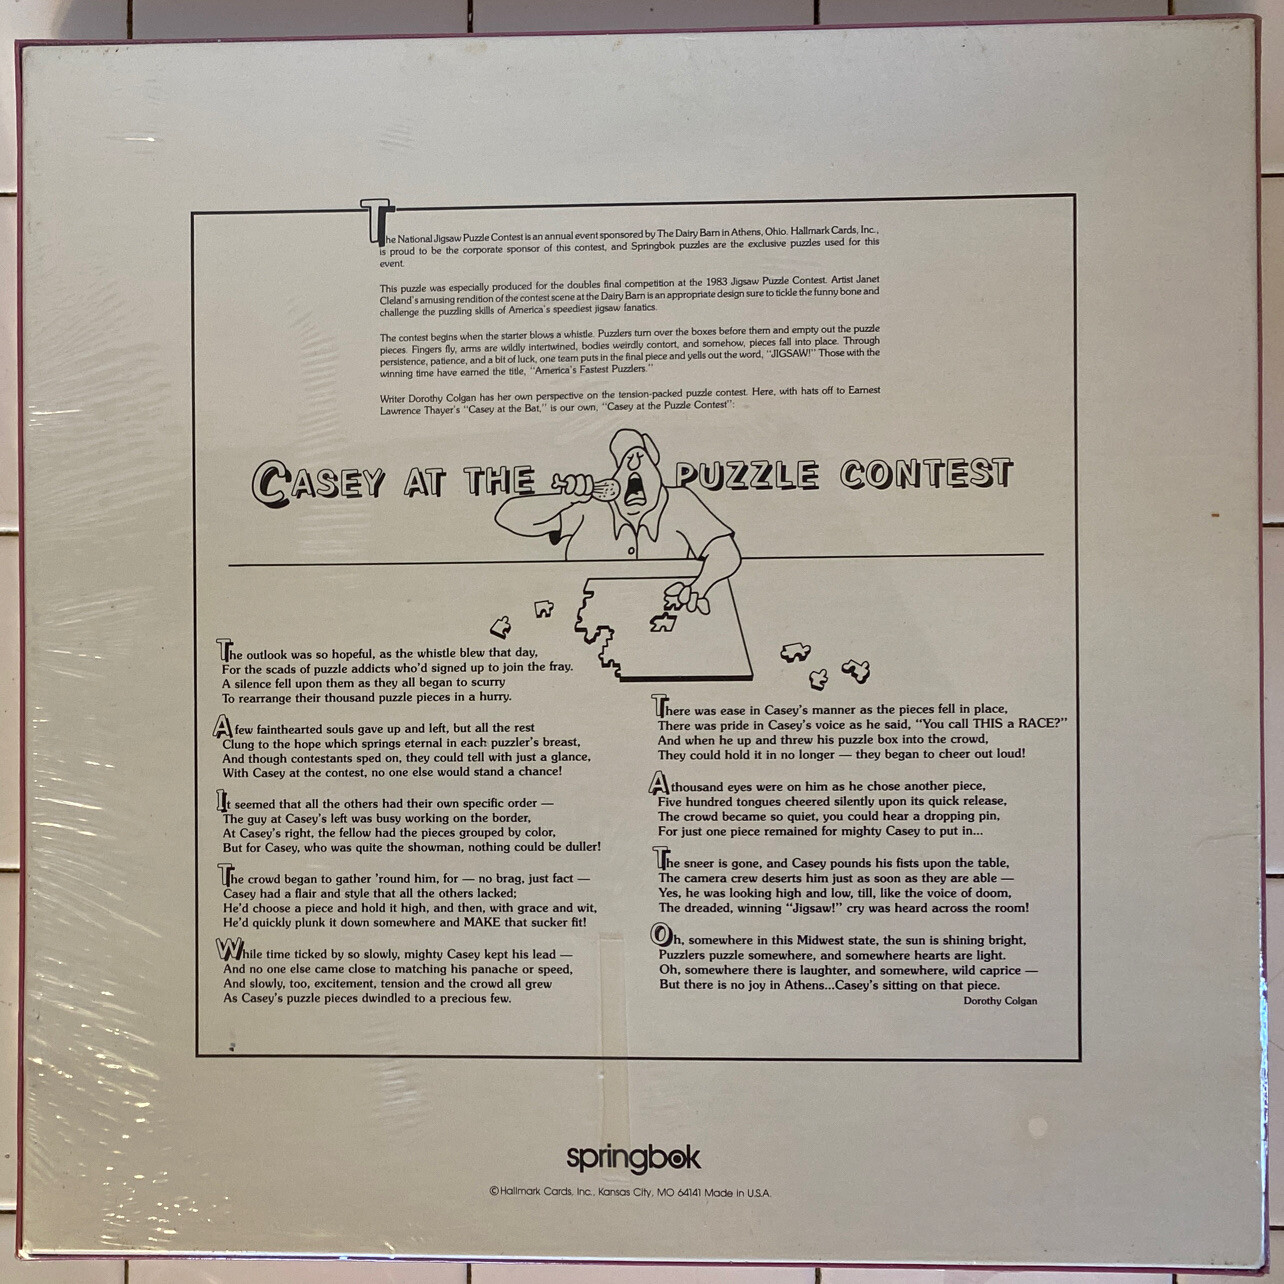 The National Jigsaw Puzzle Contest is an annual event sponsored by The Dairy Barn in Athens, Ohio. Hallmark Cards, Inc.,
is proud to be the corporate sponsor of this contest, and Springbok puzzles are the exclusive puzzles used for this
event.
This puzzle was especially produced for the doubles final competition at the 1983 Jigsaw Puzzle Contest. Artist Janet
Cleland's amusing rendition of the contest scene at the Dairy Barn is an appropriate design sure to tickle the funny bone and
challenge the puzzling skills of America's speediest jigsaw fanatics.
The contest begins when the starter blows a whistle. Puzzlers turn over the boxes before them and empty out the puzzle
pieces. Fingers fly, arms are wildly intertwined, bodies weirdly contort, and somehow, pieces fall into place. Through
persistence, patience, and a bit of luck, one team puts in the final piece and yells out the word, "JIGSAW!" Those with the
winning time have earned the title, "America's Fastest Puzzlers."
Writer Dorothy Colgan has her own perspective on the tension-packed puzzle contest. Here, with hats off to Earnest
Lawrence Thayer's "Casey at the Bat," is our own, "Casey at the Puzzle Contest":
CASEY AT THE PUZZLE CONTEST
The outlook was so hopeful, as the whistle blew that day,
For the scads of puzzle addicts who'd signed up to join the fray.
A silence fell upon them as they all began to scurry
To rearrange their thousand puzzle pieces in a hurry.
A few fainthearted souls gave up and left, but all the rest
Clung to the hope which springs eternal in each puzzler's breast,
And though contestants sped on, they could tell with just a glance,
With Casey at the contest, no one else would stand a chance!
It seemed that all the others had their own specific order —
The guy at Casey's left was busy working on the border,
At Casey's right, the fellow had the pieces grouped by color,
But for Casey, who was quite the showman, nothing could be duller!
The crowd began to gather 'round him, for — no brag, just fact —
Casey had a flair and style that all the others lacked;
He'd choose a piece and hold it high, and then, with grace and wit,
He'd quickly plunk it down somewhere and MAKE that sucker fit!
While time ticked by so slowly, mighty Casey kept his lead —
And no one else came close to matching his panache or speed,
And slowly, too, excitement, tension and the crowd all grew
As Casey's puzzle pieces dwindled to a precious few.
There was ease in Casey's manner as the pieces fell in place,
There was pride in Casey's voice as he said, "You call THIS a RACE?"
And when he up and threw his puzzle box into the crowd,
They could hold it in no longer — they began to cheer out loud!
A thousand eyes were on him as he chose another piece,
Five hundred tongues cheered silently upon its quick release,
The crowd became so quiet, you could hear a dropping pin,
For just one piece remained for mighty Casey to put in...
The sneer is gone, and Casey pounds his fists upon the table,
The camera crew deserts him just as soon as they are able —
Yes, he was looking high and low, till, like the voice of doom,
The dreaded, winning "Jigsaw!" cry was heard across the room!
Oh, somewhere in this Midwest state, the sun is shining bright,
Puzzlers puzzle somewhere, and somewhere hearts are light.
Oh, somewhere there is laughter, and somewhere, wild caprice —
But there is no joy in Athens...Casey's sitting on that piece.
Dorothy Colgan
springbok
©Hallmark Cards, Inc., Kansas City, MO 64141 Made in U.S.A.